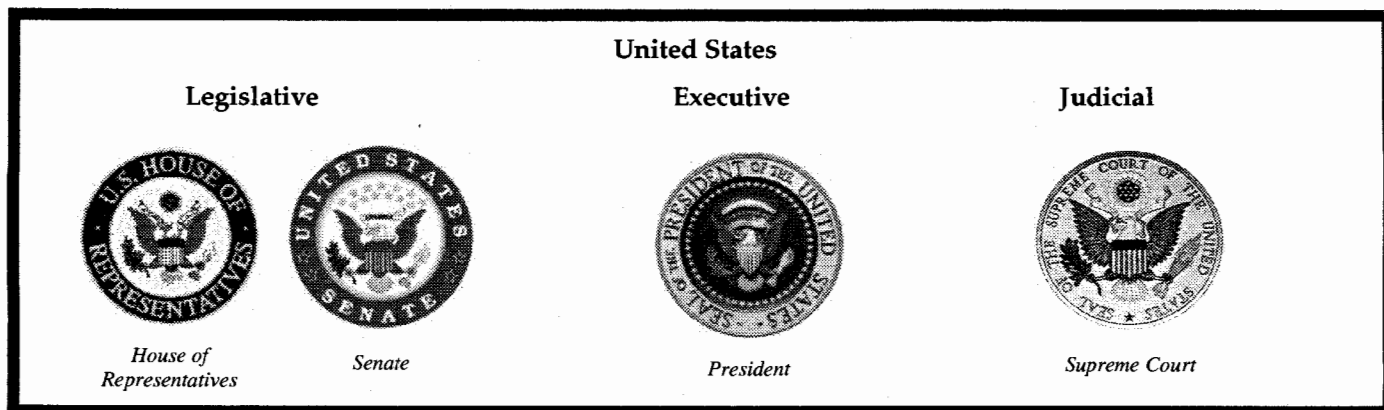 United States
Legislative
Executive
Judicial
U.S. HOUSE OF
REPRESENTATIVES
UNITED STATES
SENATE
SEAL OF THE PRESIDENT OF THE UNITED STATES
SEAL OF THE SUPREME COURT OF THE UNITED STATES
House of
Representatives
Senate
President
Supreme Court